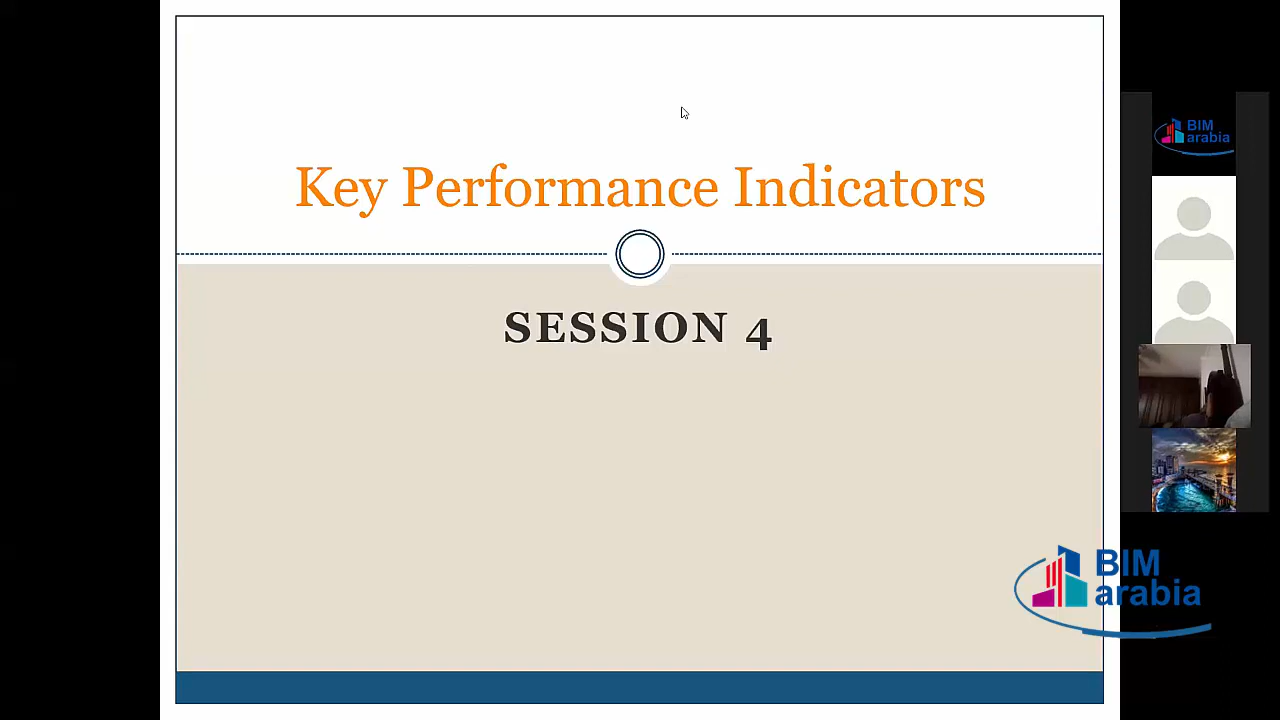 Key Performance Indicators
SESSION 4
BIM
arabia
BIM
arabia